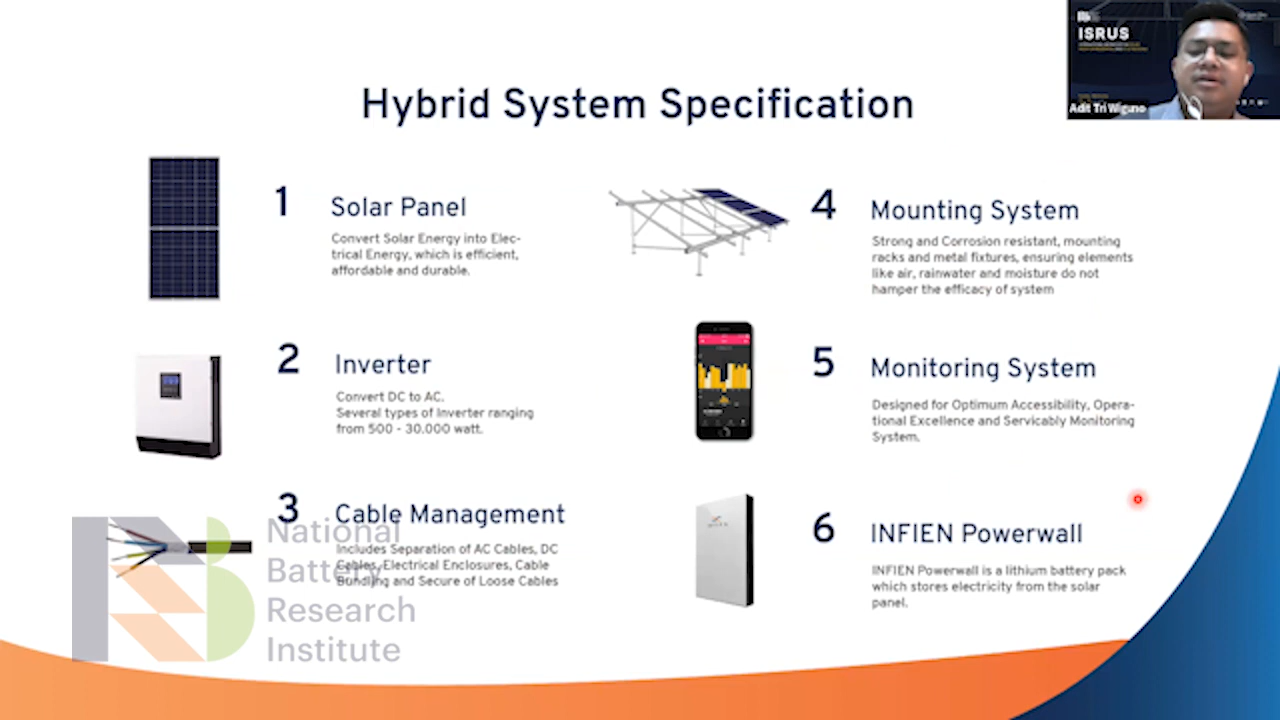 Hybrid System Specification
ISRUS
Adit Tri Wiguno
1
Solar Panel
Convert Solar Energy into Elec-
trical Energy, which is efficient,
affordable and durable.
2
Inverter
Convert DC to AC.
Several types of Inverter ranging
from 500 - 30.000 watt.
3
Cable Management
Includes Separation of AC Cables, DC
Cables, Electrical Enclosures, Cable
Bundling and Secure of Loose Cables
4
Mounting System
Strong and Corrosion resistant, mounting
racks and metal fixtures, ensuring elements
like air, rainwater and moisture do not
hamper the efficacy of system
5
Monitoring System
Designed for Optimum Accessibility, Opera-
tional Excellence and Servicably Monitoring
System.
6
INFIEN Powerwall
INFIEN Powerwall is a lithium battery pack
which stores electricity from the solar
panel.
National
Battery
Research
Institute